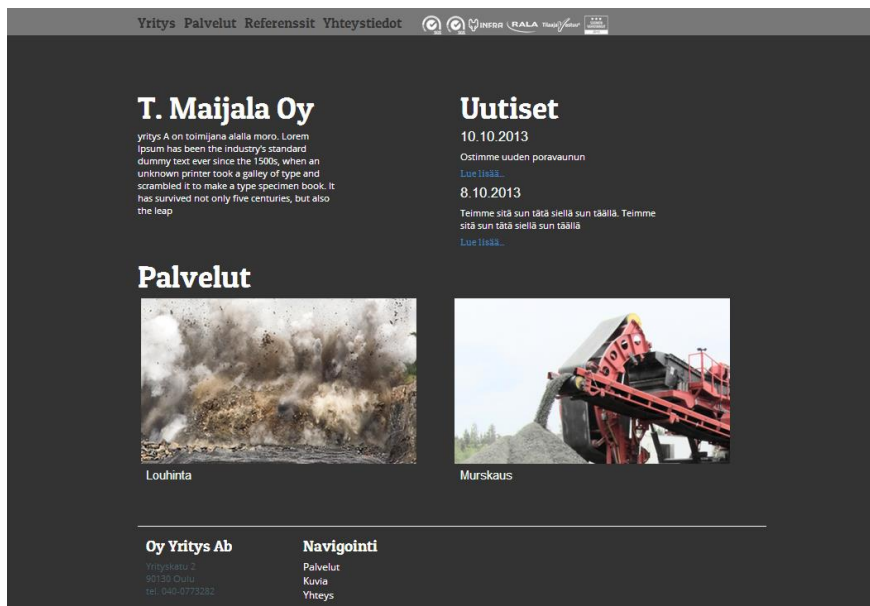 Yritys Palvelut Referenssit Yhteystiedot
INFRA RALA
T. Maijala Oy
yritys A on toimijana alalla moro. Lorem
Ipsum has been the industry's standard
dummy text ever since the 1500s, when an
unknown printer took a galley of type and
scrambled it to make a type specimen book. It
has survived not only five centuries, but also
the leap
Uutiset
10.10.2013
Ostimme uuden poravaunun
Lue lisää...
8.10.2013
Teimme sitä sun tätä siellä sun täällä. Teimme
sitä sun tätä siellä sun täällä
Lue lisää...
Palvelut
Louhinta
Murskaus
Oy Yritys Ab
Yrityskatu 2
90130 Oulu
tel. 040-0773282
Navigointi
Palvelut
Kuvia
Yhteys